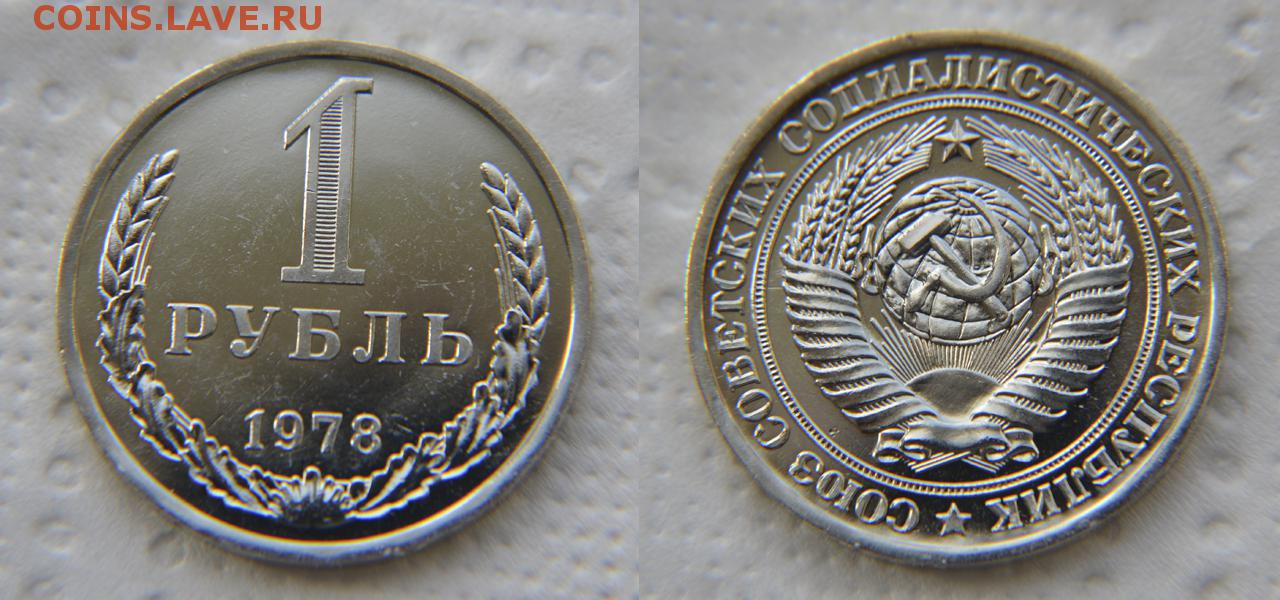 COINS.LAVE.RU
1
РУБЛЬ
1978
СОЮЗ СОВЕТСКИХ СОЦИАЛИСТИЧЕСКИХ РЕСПУБЛИК